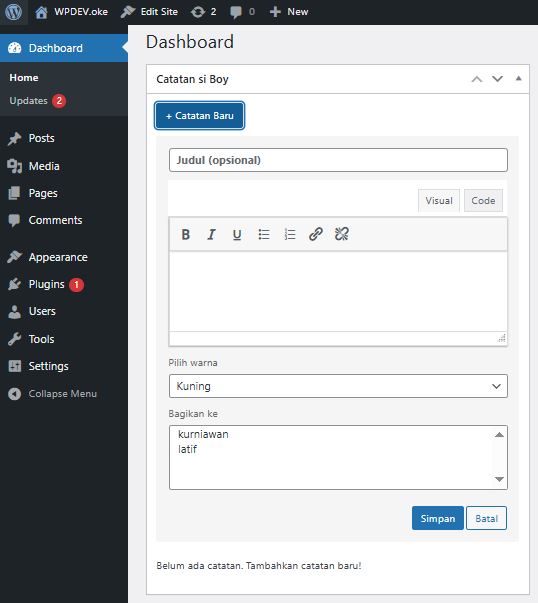 WPDEV.oke Edit Site 2 0 New
Dashboard
Home
Updates 2
Posts
Media
Pages
Comments
Appearance
Plugins 1
Users
Tools
Settings
Collapse Menu
Dashboard
Catatan si Boy
+ Catatan Baru
Judul (opsional)
Visual Code
B I U
Pilih warna
Kuning
Bagikan ke
kurniawan
latif
Simpan Batal
Belum ada catatan. Tambahkan catatan baru!